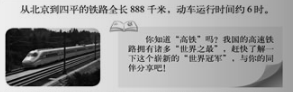 从北京到四平的铁路全长 888 千米，动车运行时间约 6 时。
你知道“高铁”吗？我国的高速铁
路拥有诸多“世界之最”，赶快了解一
下这个崭新的“世界冠军”，与你的同
伴分享吧！